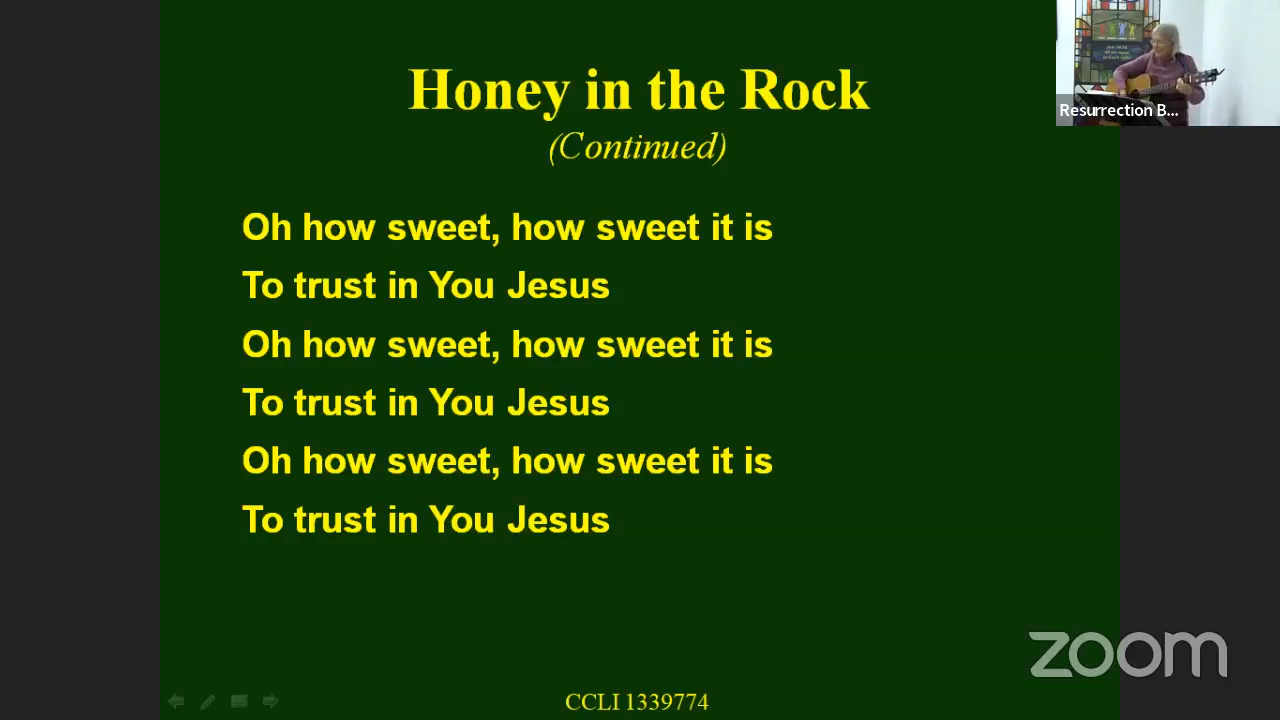 Honey in the Rock
(Continued)
Oh how sweet, how sweet it is
To trust in You Jesus
Oh how sweet, how sweet it is
To trust in You Jesus
Oh how sweet, how sweet it is
To trust in You Jesus
CCLI 1339774
Resurrection B...
zoom